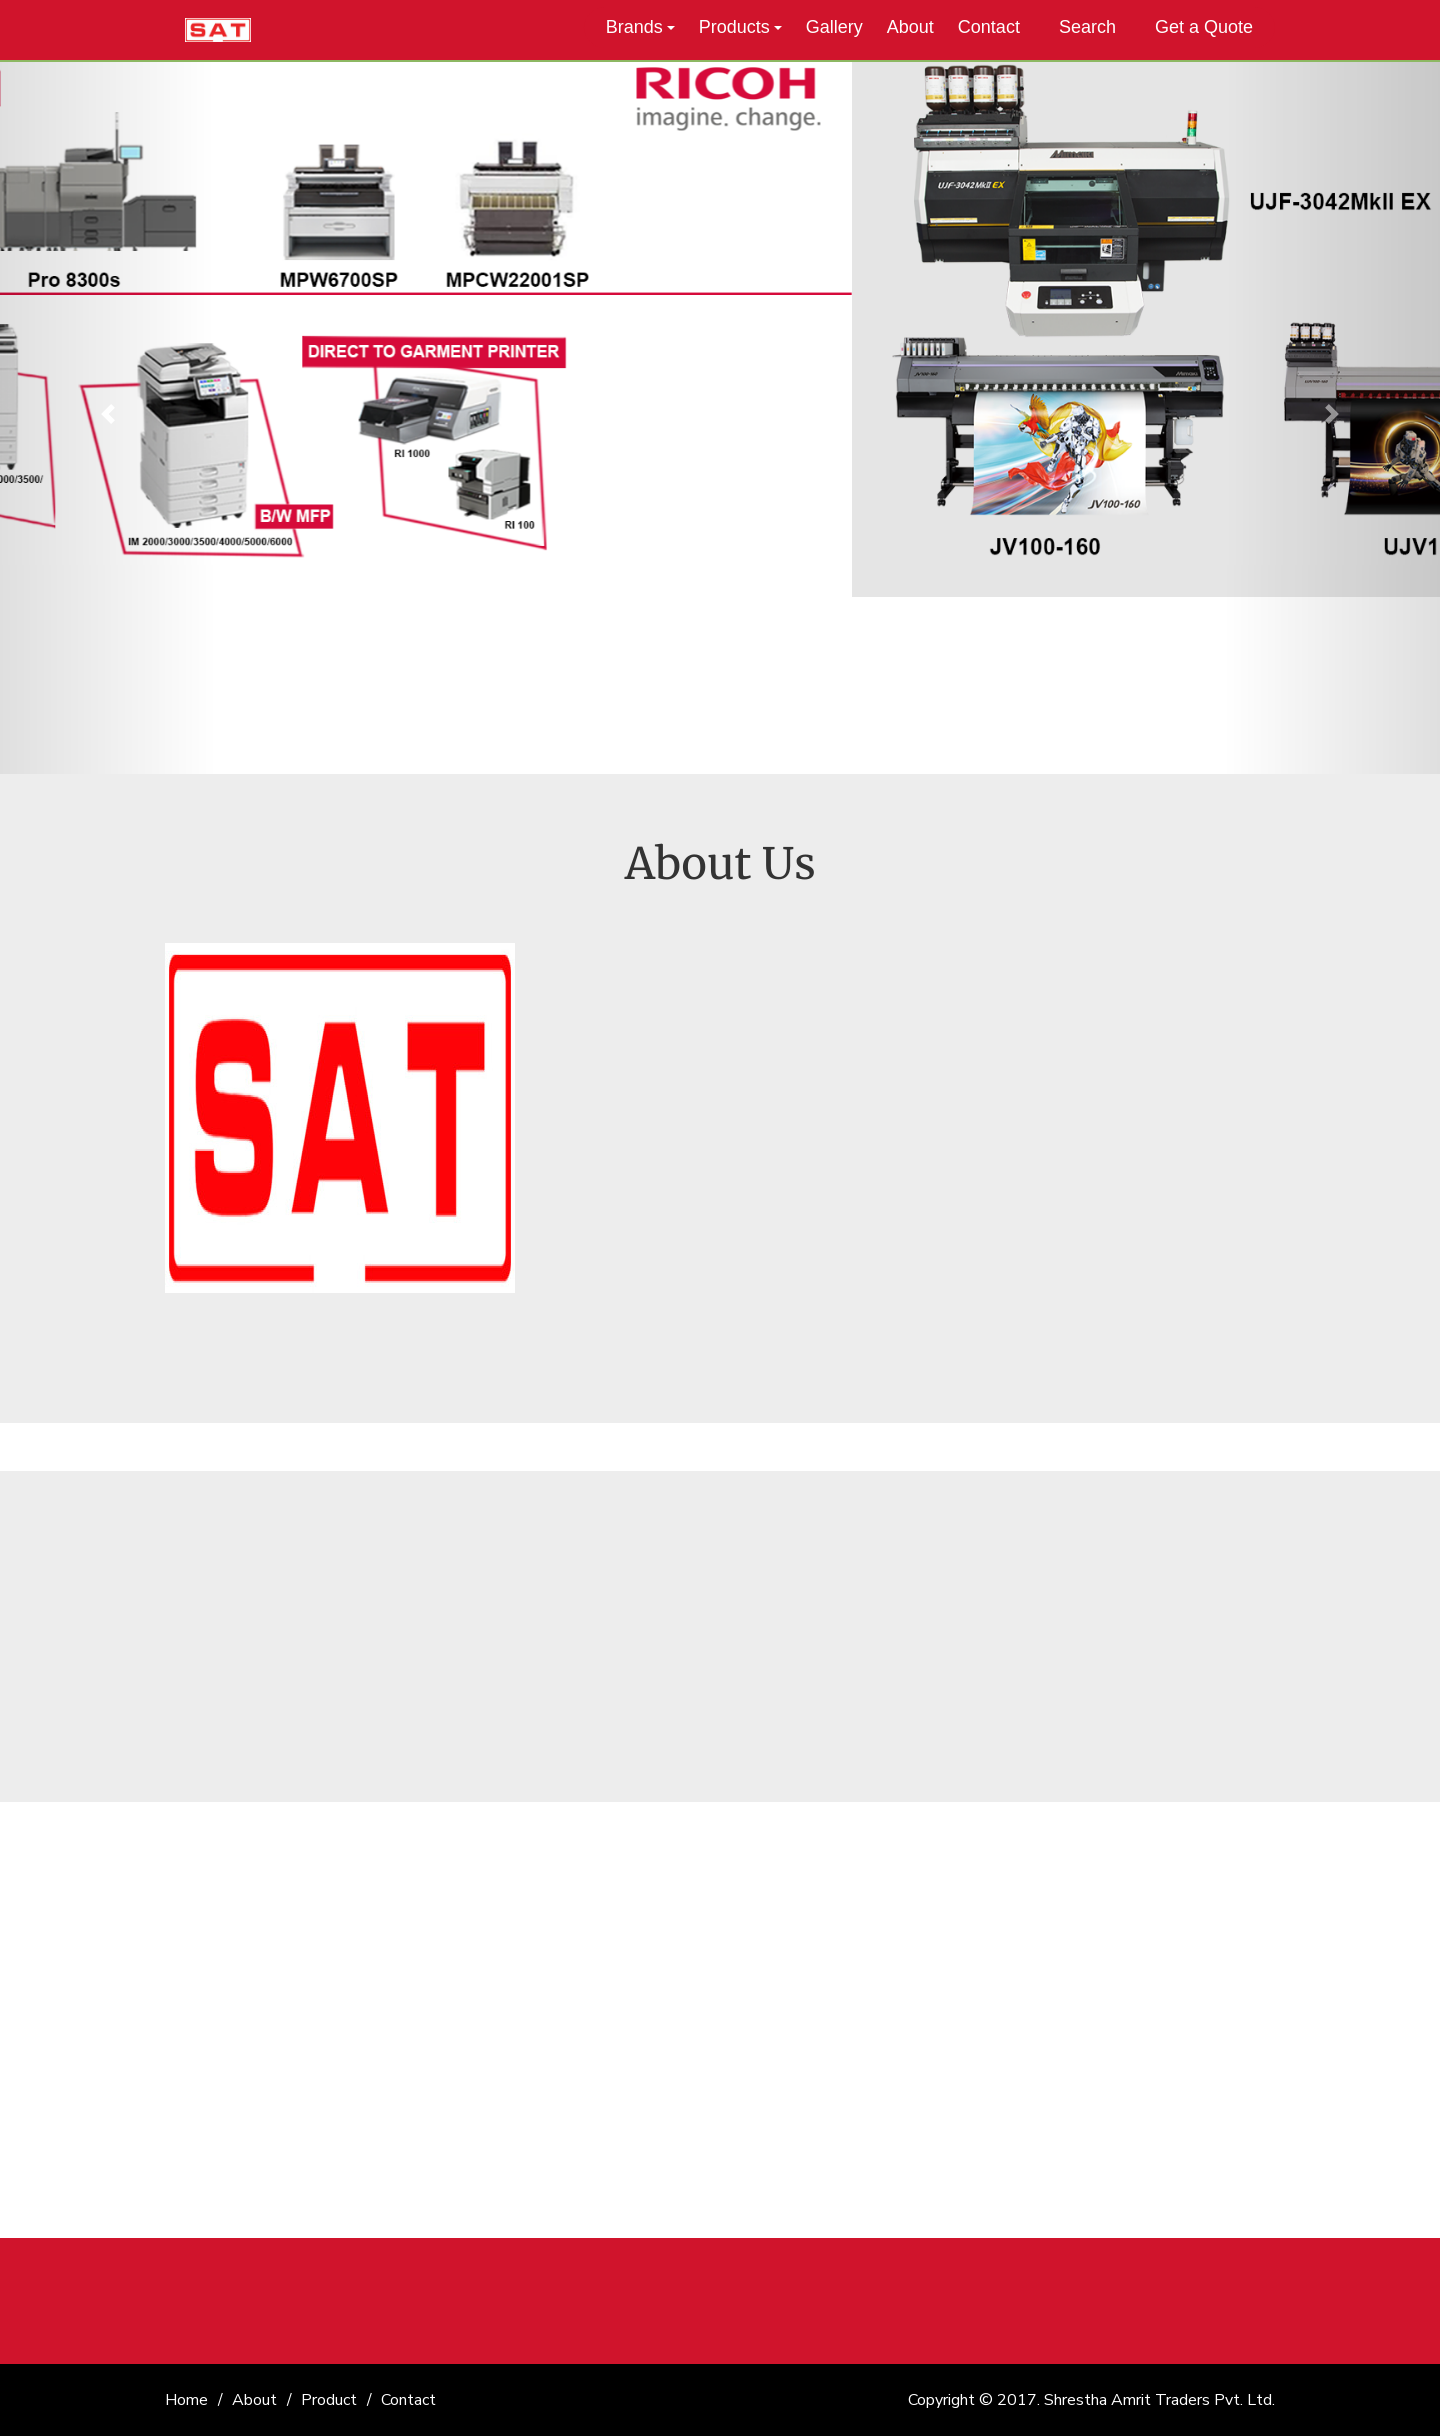 SAT
Brands Products Gallery About Contact Search Get a Quote
RICOH
imagine. change.
Pro 8300s
MPW6700SP
MPCW22001SP
UJF-3042MkII EX
UJF-3042MkII EX
DIRECT TO GARMENT PRINTER
RI 1000
RI 100
000/3500/
B/W MFP
IM 2000/3000/3500/4000/5000/6000
JV100-160
JV100-160
UJV1
About Us
SAT
Home / About / Product / Contact
Copyright © 2017. Shrestha Amrit Traders Pvt. Ltd.